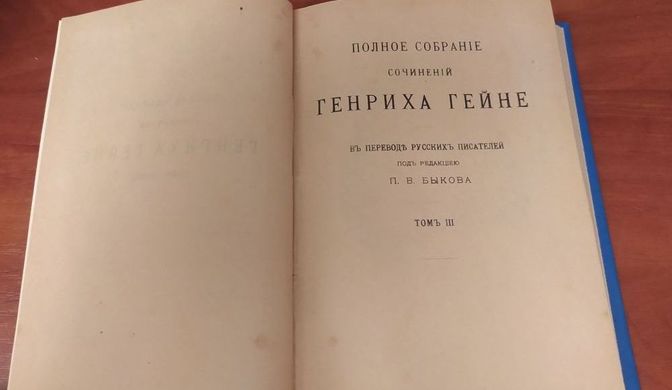 ПОЛНОЕ СОБРАНІЕ
СОЧИНЕНІЙ
ГЕНРИХА ГЕЙНЕ
ВЪ ПЕРЕВОДѢ РУССКИХЪ ПИСАТЕЛЕЙ
ПОДЪ РЕДАКЦІЕЮ
П. В. БЫКОВА
ТОМЪ III